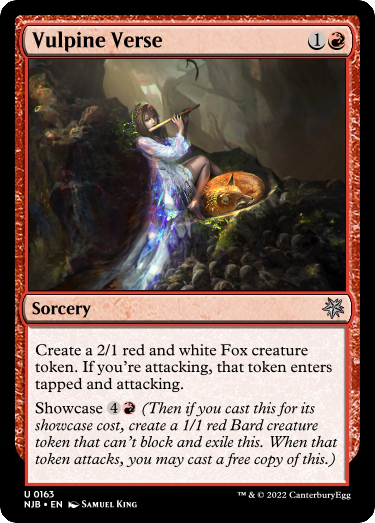 Vulpine Verse 1
Sorcery
Create a 2/1 red and white Fox creature
token. If you're attacking, that token enters
tapped and attacking.
Showcase 4 (Then if you cast this for its
showcase cost, create a 1/1 red Bard creature
token that can't block and exile this. When that
token attacks, you may cast a free copy of this.)
U 0163
NJB • EN Samuel King
™ & © 2022 CanterburyEgg